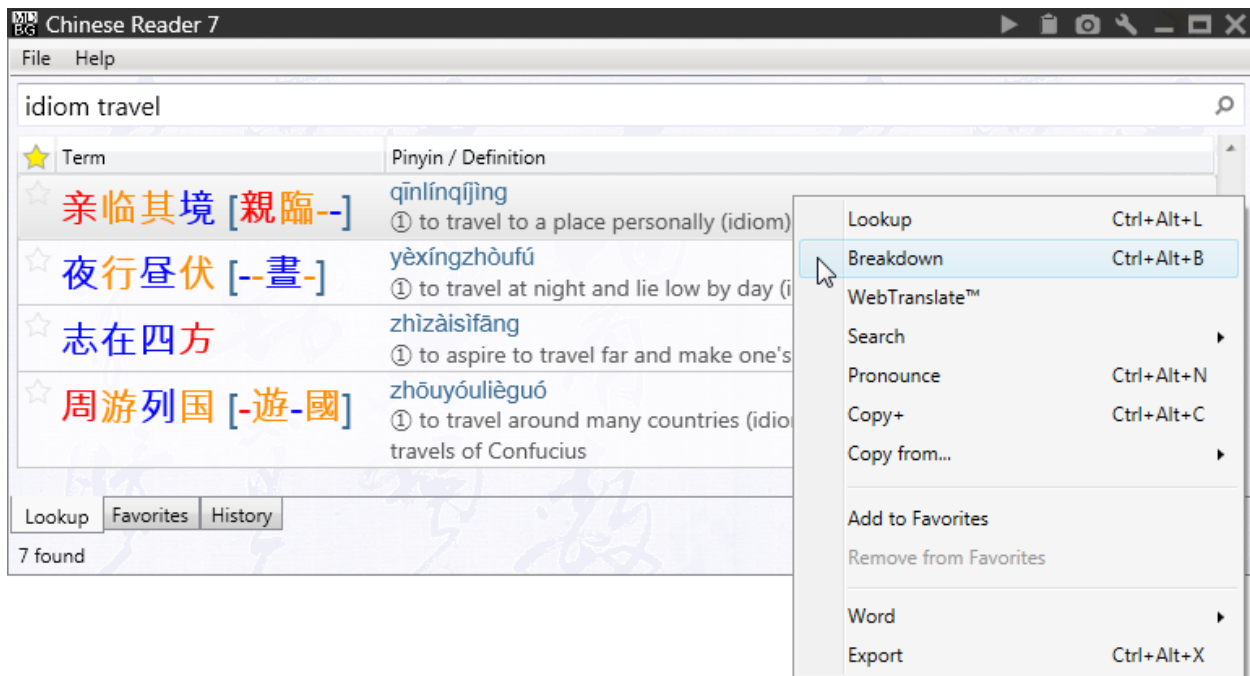 MDBG Chinese Reader 7
File Help
idiom travel
Term Pinyin / Definition
亲临其境 [親臨--] qīnlínqíjìng
① to travel to a place personally (idiom)
夜行昼伏 [--晝-] yèxíngzhòufú
① to travel at night and lie low by day (i
志在四方 zhìzàisìfāng
① to aspire to travel far and make one's
周游列国 [-遊-國] zhōuyóulièguó
① to travel around many countries (idio
travels of Confucius
Lookup Favorites History
7 found
Lookup Ctrl+Alt+L
Breakdown Ctrl+Alt+B
WebTranslate™
Search
Pronounce Ctrl+Alt+N
Copy+ Ctrl+Alt+C
Copy from...
Add to Favorites
Remove from Favorites
Word
Export Ctrl+Alt+X